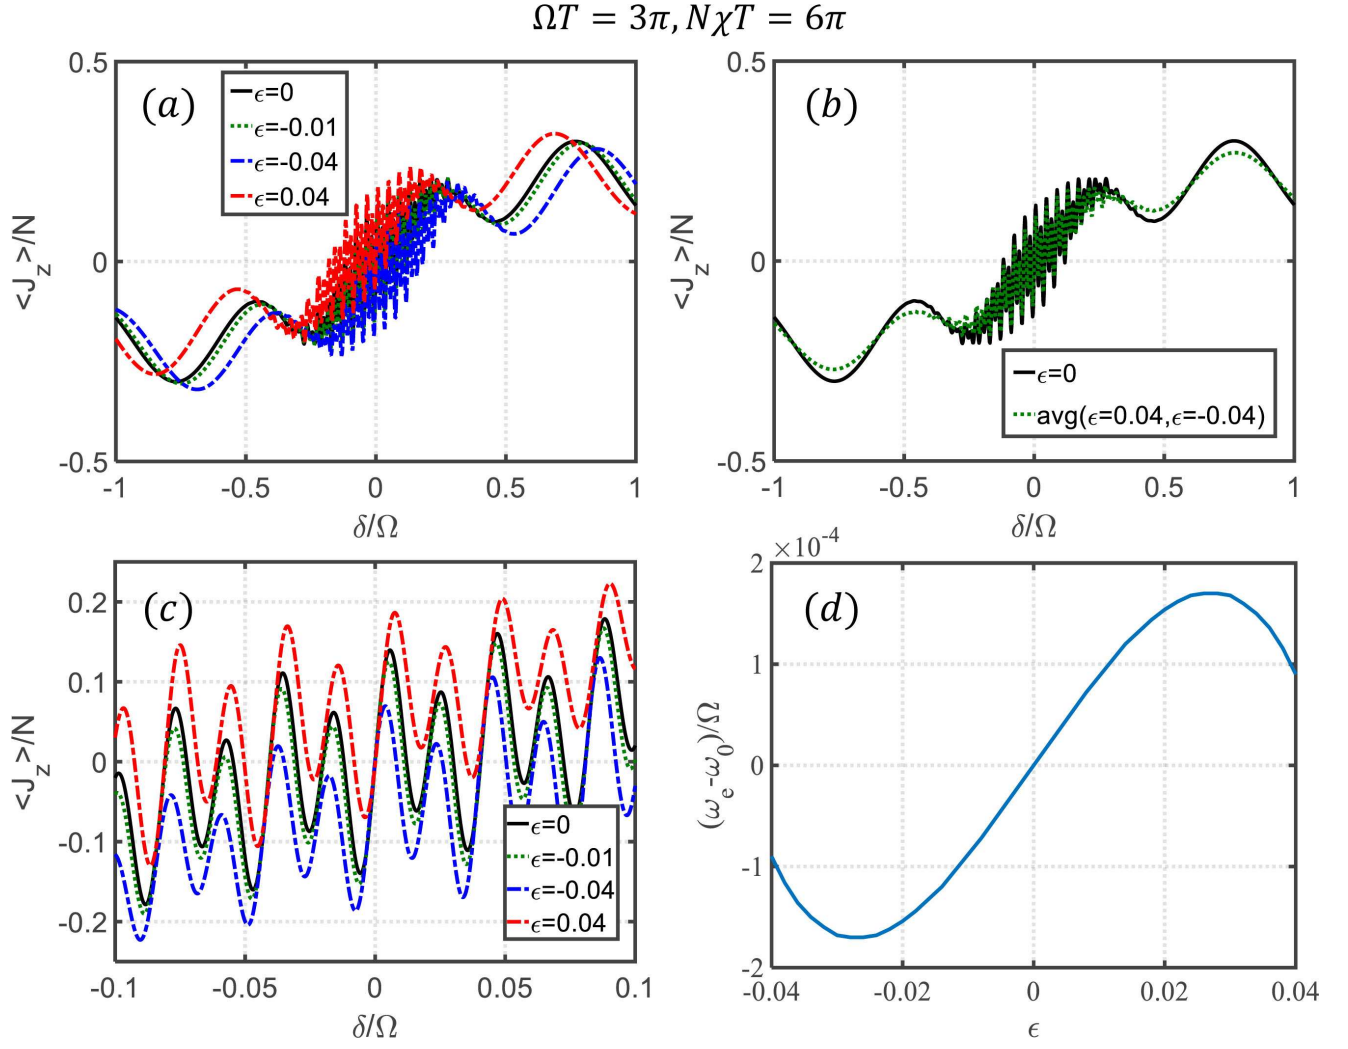 ΩT = 3π, NχT = 6π
(a)
ϵ=0
ϵ=-0.01
ϵ=-0.04
ϵ=0.04
0.5
0
-0.5
<J_z>/N
-1 -0.5 0 0.5 1
δ/Ω
(b)
ϵ=0
avg(ϵ=0.04,ϵ=-0.04)
0.5
0
-0.5
<J_z>/N
-1 -0.5 0 0.5 1
δ/Ω
(c)
ϵ=0
ϵ=-0.01
ϵ=-0.04
ϵ=0.04
0.2
0.1
0
-0.1
-0.2
<J_z>/N
-0.1 -0.05 0 0.05 0.1
δ/Ω
×10⁻⁴
(d)
2
1
0
-1
-2
(ω_e-ω_0)/Ω
-0.04 -0.02 0 0.02 0.04
ϵ